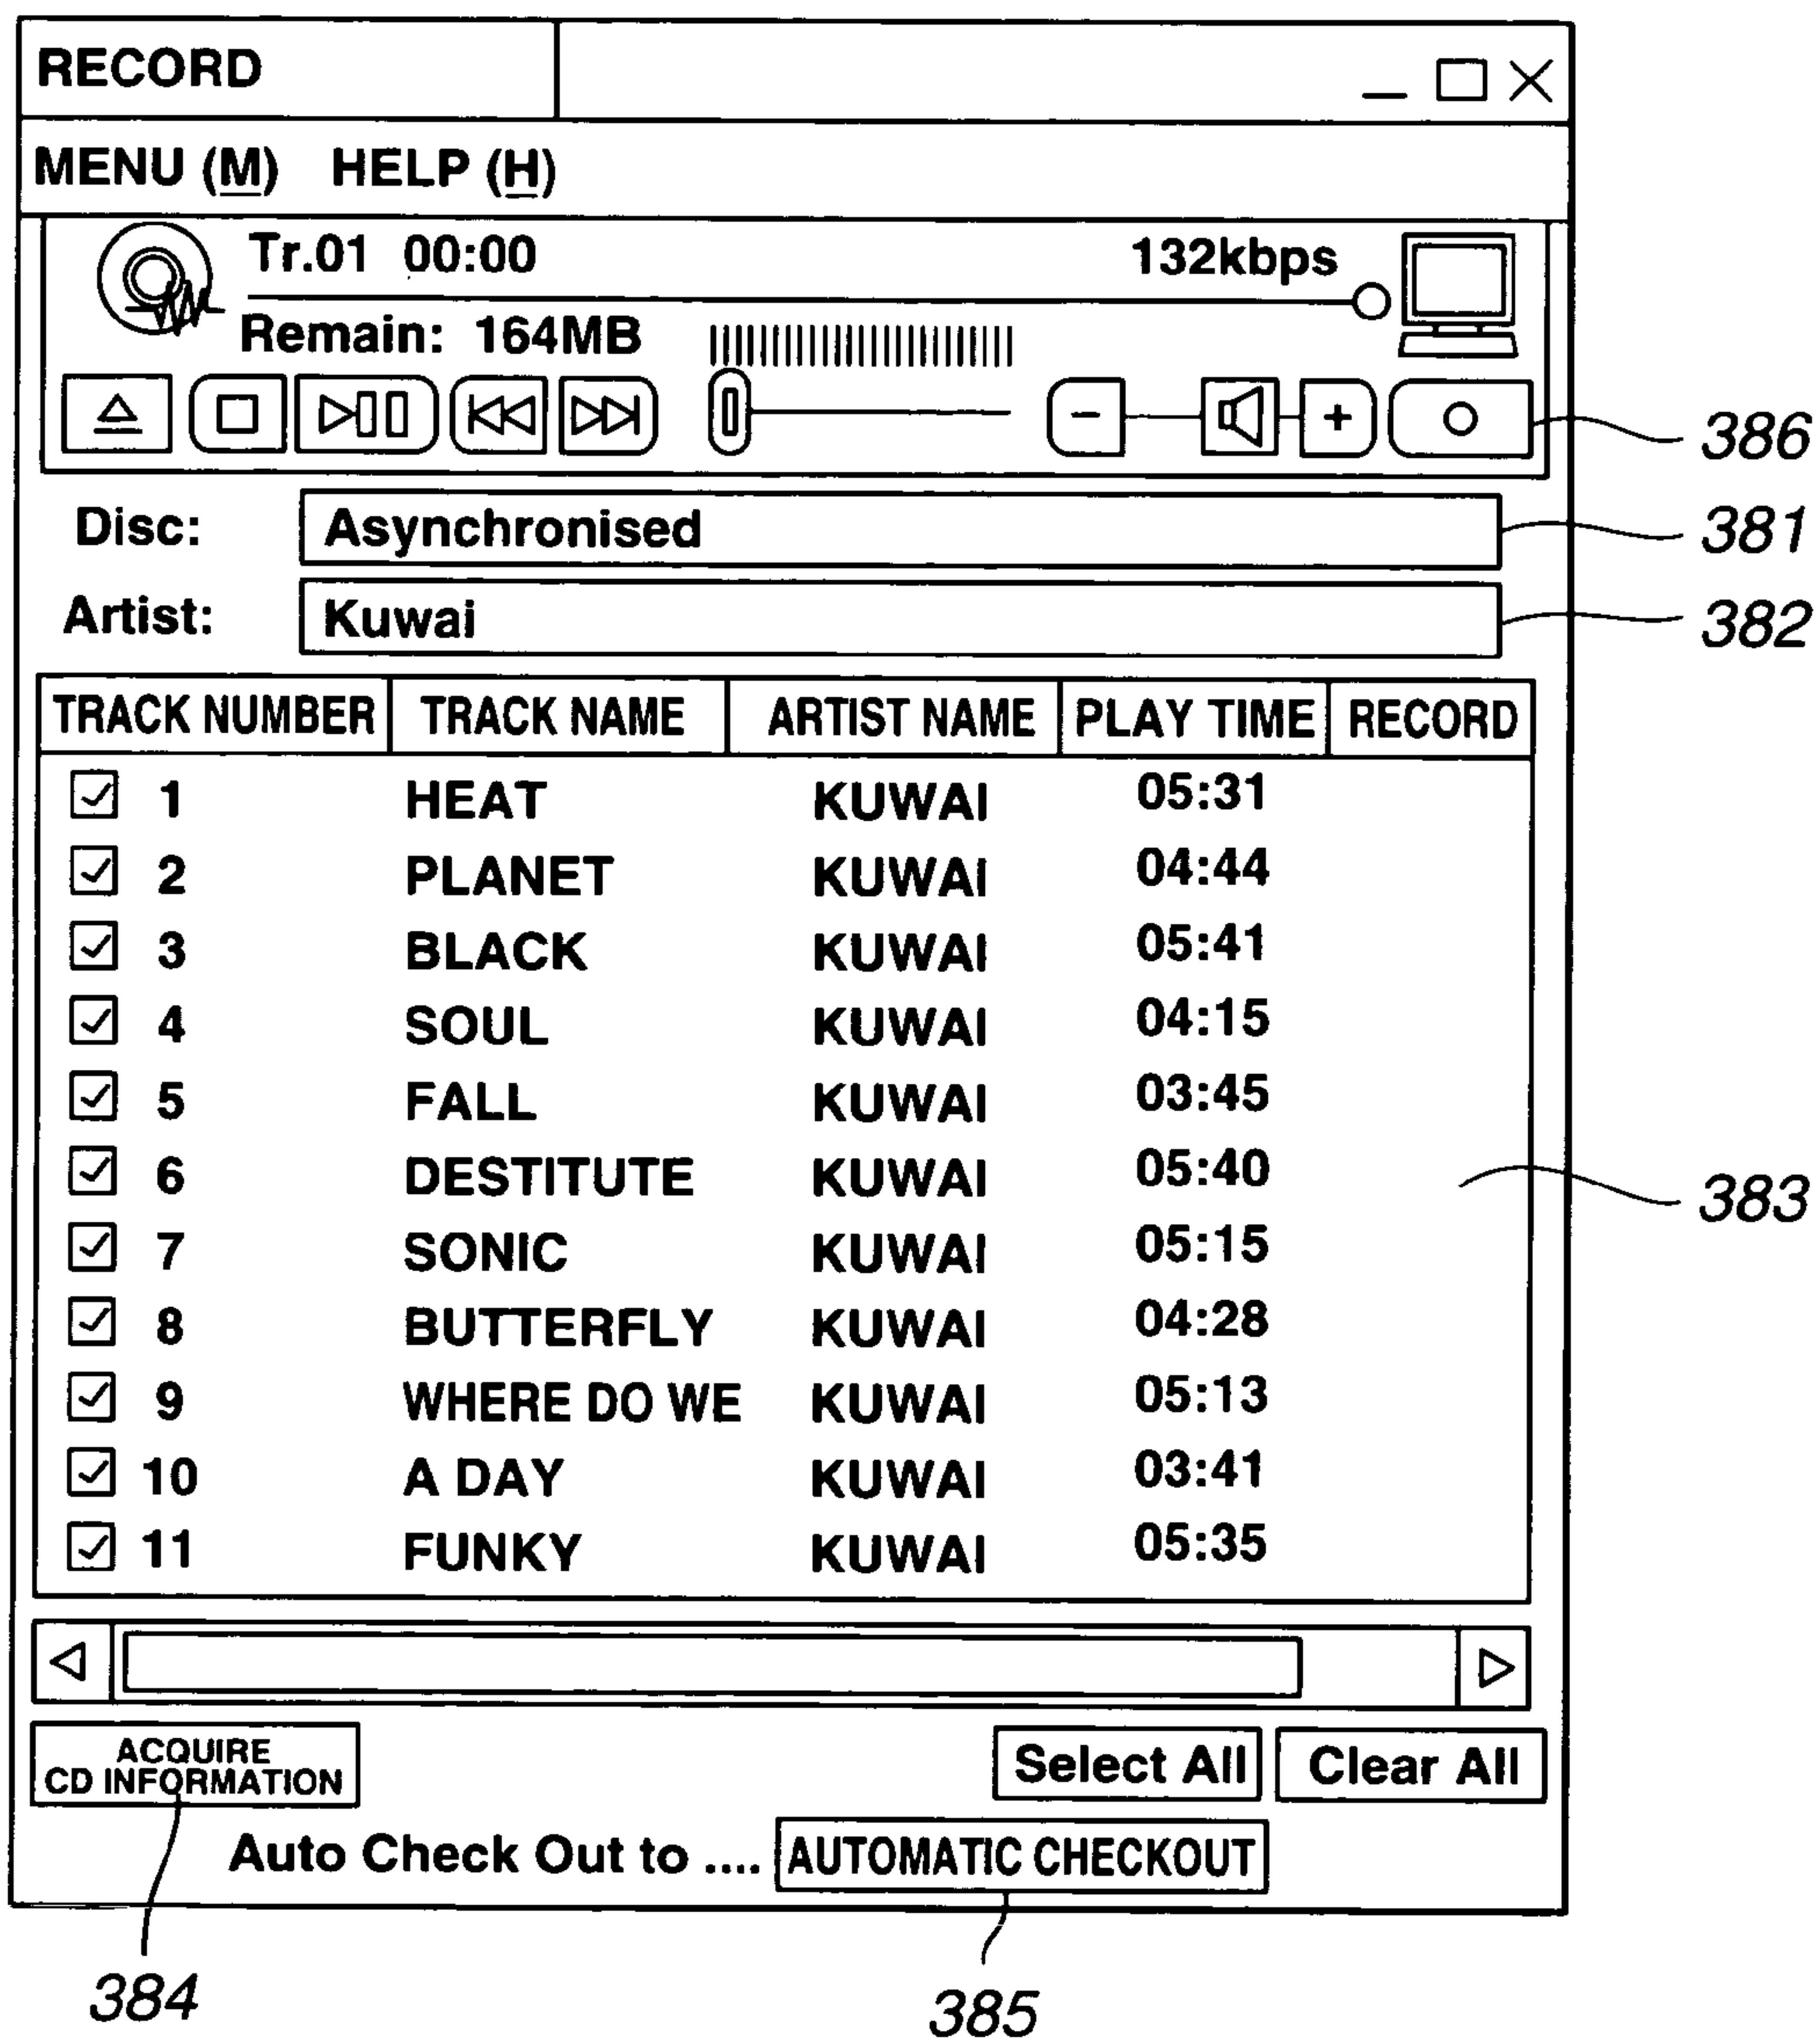 RECORD
MENU (M) HELP (H)
Tr.01 00:00 132kbps
Remain: 164MB
- +
386
Disc: Asynchronised
381
Artist: Kuwai
382
TRACK NUMBER TRACK NAME ARTIST NAME PLAY TIME RECORD
1 HEAT KUWAI 05:31
2 PLANET KUWAI 04:44
3 BLACK KUWAI 05:41
4 SOUL KUWAI 04:15
5 FALL KUWAI 03:45
6 DESTITUTE KUWAI 05:40
383
7 SONIC KUWAI 05:15
8 BUTTERFLY KUWAI 04:28
9 WHERE DO WE KUWAI 05:13
10 A DAY KUWAI 03:41
11 FUNKY KUWAI 05:35
ACQUIRE
CD INFORMATION
Select All Clear All
Auto Check Out to .... AUTOMATIC CHECKOUT
384
385